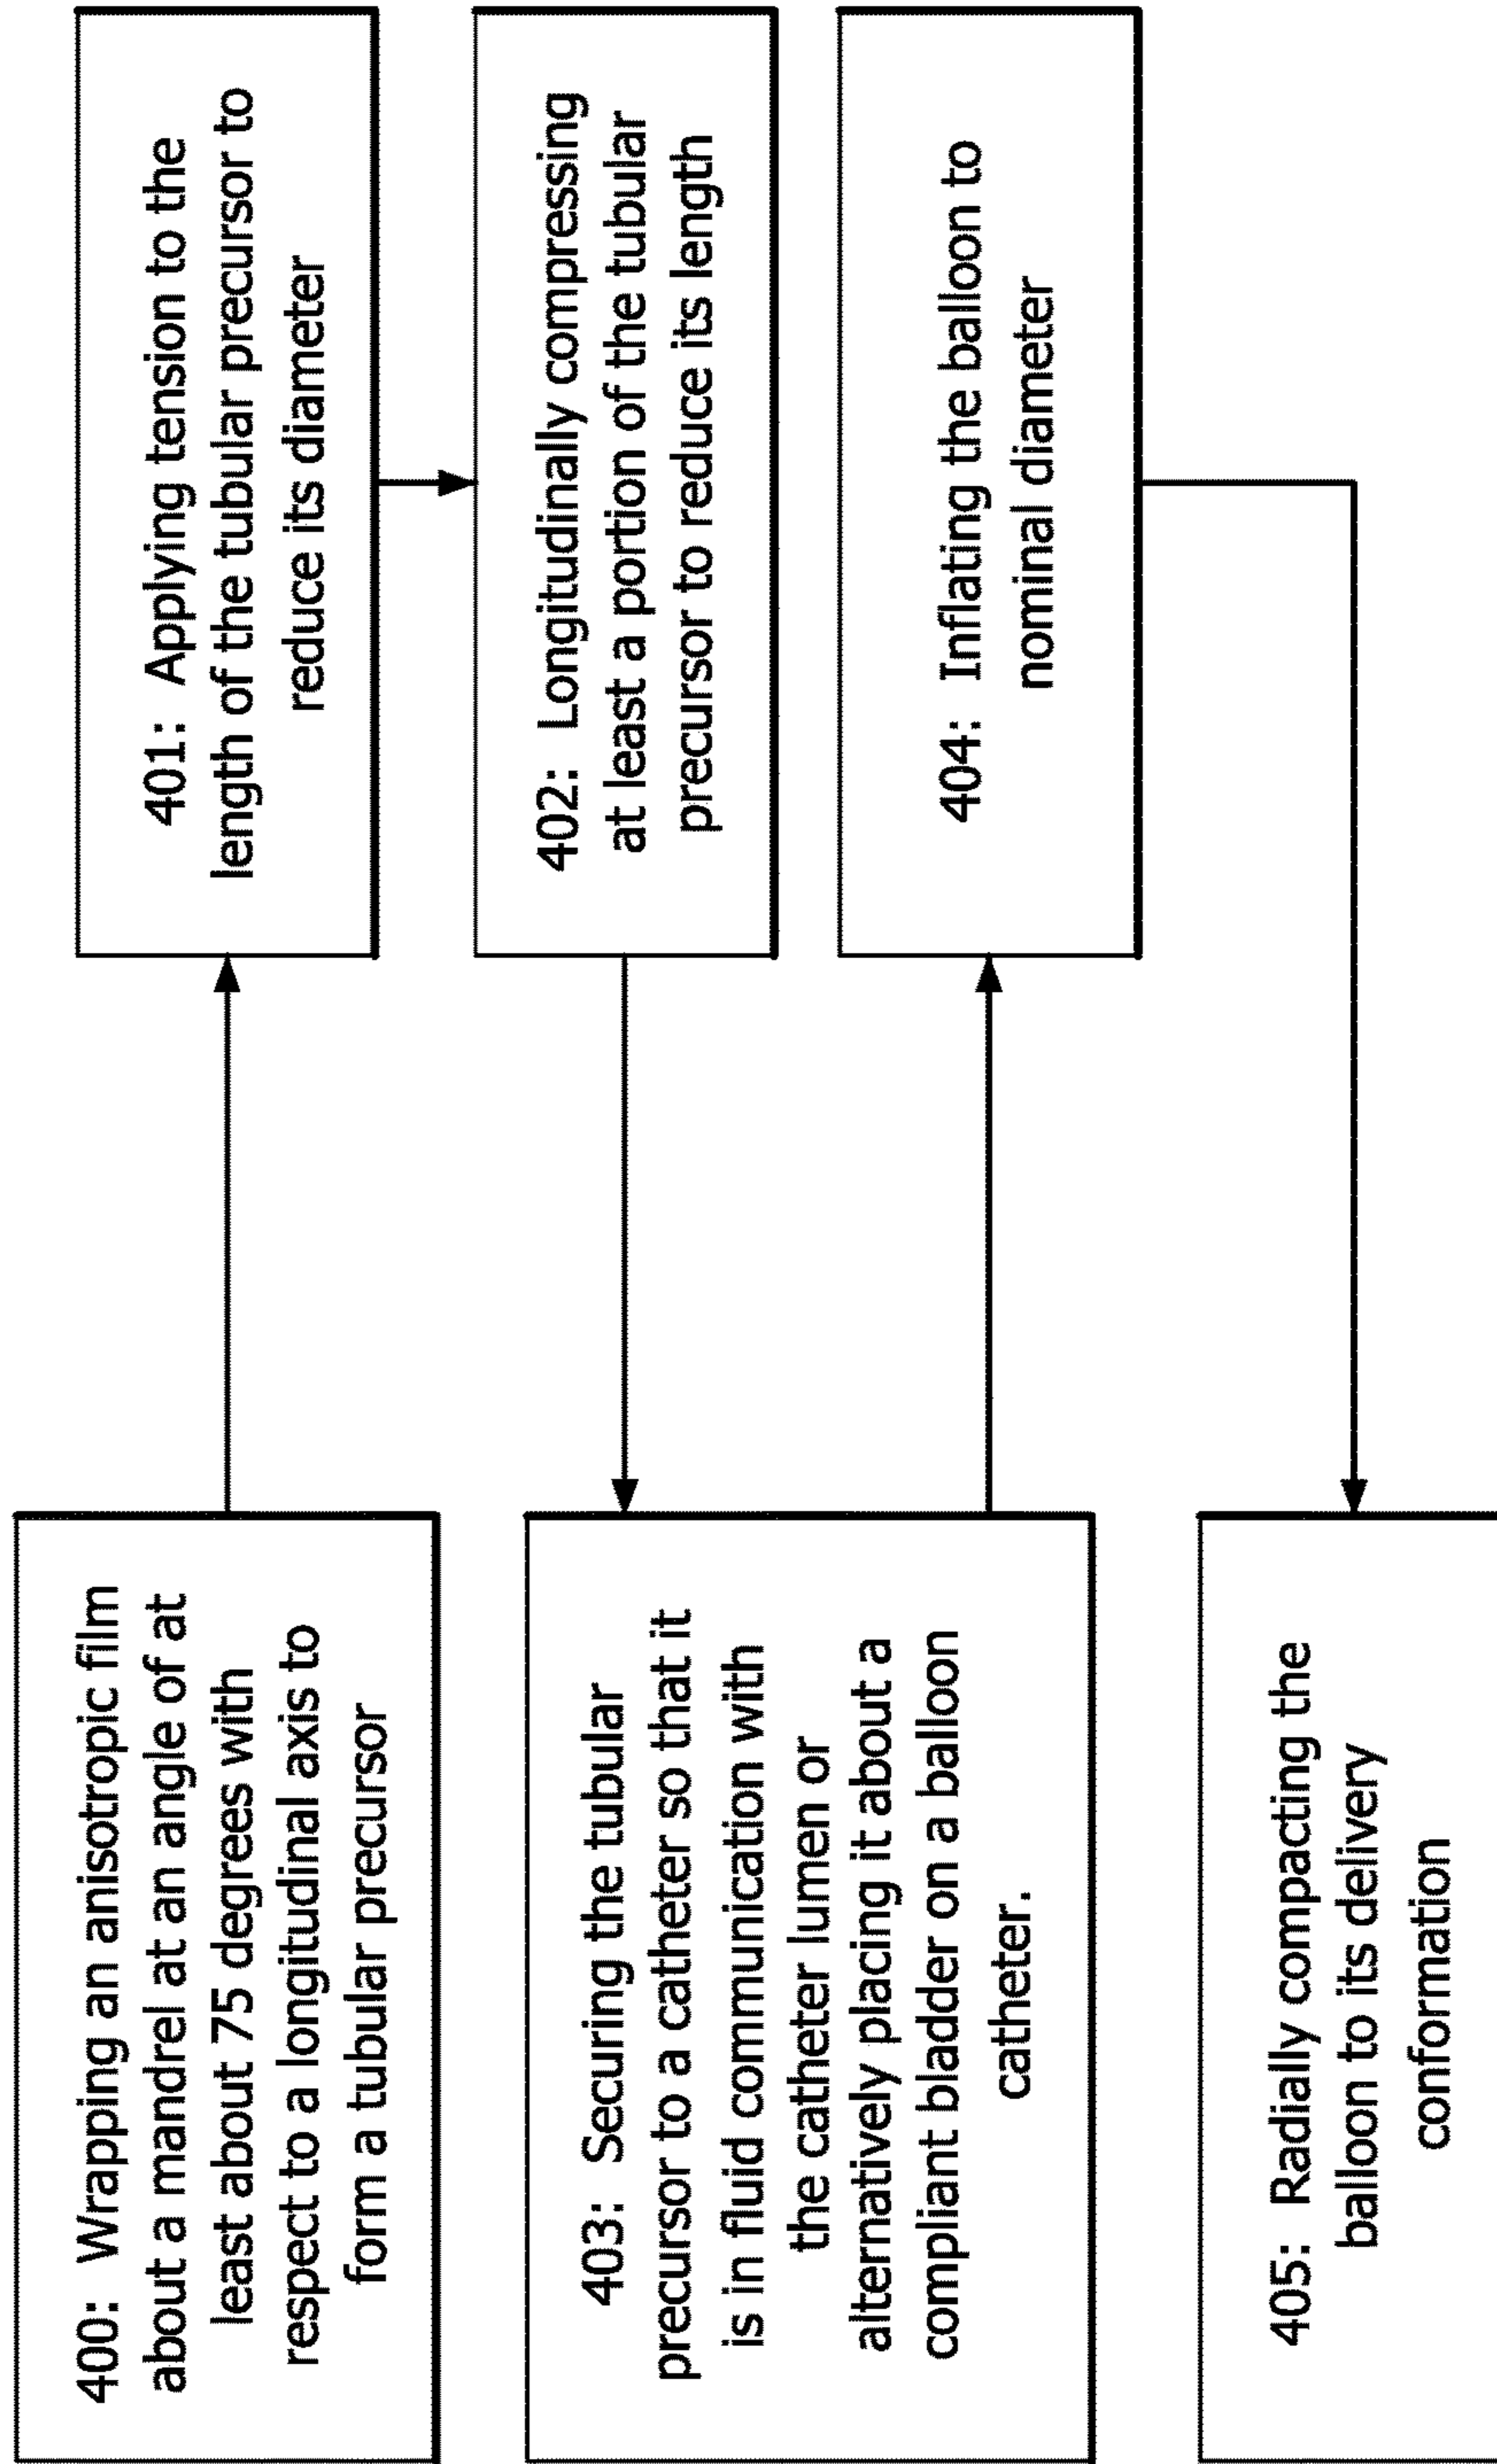 400: Wrapping an anisotropic film
about a mandrel at an angle of at
least about 75 degrees with
respect to a longitudinal axis to
form a tubular precursor
401: Applying tension to the
length of the tubular precursor to
reduce its diameter
402: Longitudinally compressing
at least a portion of the tubular
precursor to reduce its length
403: Securing the tubular
precursor to a catheter so that it
is in fluid communication with
the catheter lumen or
alternatively placing it about a
compliant bladder on a balloon
catheter.
404: Inflating the balloon to
nominal diameter
405: Radially compacting the
balloon to its delivery
conformation